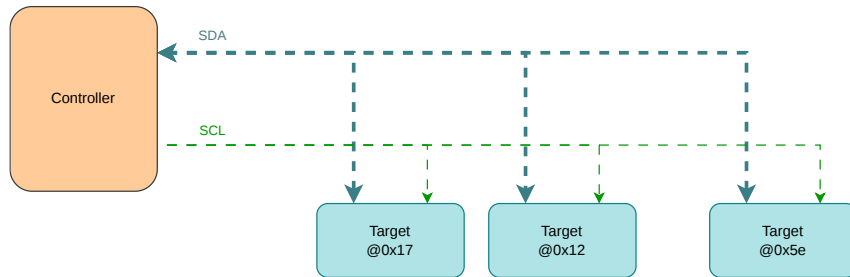 SDA
Controller
SCL
Target
@0x17
Target
@0x12
Target
@0x5e